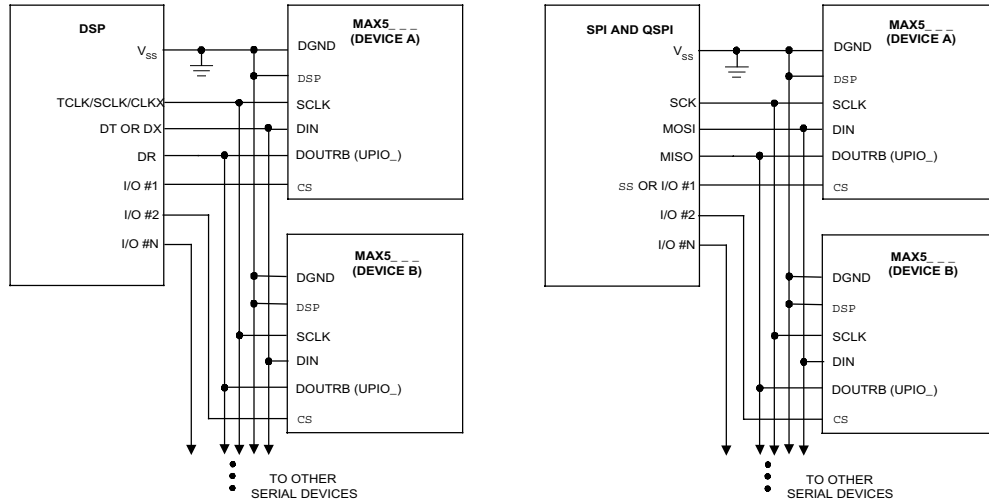 DSP
VSS
TCLK/SCLK/CLKX
DT OR DX
DR
I/O #1
I/O #2
I/O #N
MAX5_ _ _
(DEVICE A)
DGND
DSP
SCLK
DIN
DOUTRB (UPIO_)
CS
MAX5_ _ _
(DEVICE B)
DGND
DSP
SCLK
DIN
DOUTRB (UPIO_)
CS
TO OTHER
SERIAL DEVICES
SPI AND QSPI
VSS
SCK
MOSI
MISO
SS OR I/O #1
I/O #2
I/O #N
MAX5_ _ _
(DEVICE A)
DGND
DSP
SCLK
DIN
DOUTRB (UPIO_)
CS
MAX5_ _ _
(DEVICE B)
DGND
DSP
SCLK
DIN
DOUTRB (UPIO_)
CS
TO OTHER
SERIAL DEVICES